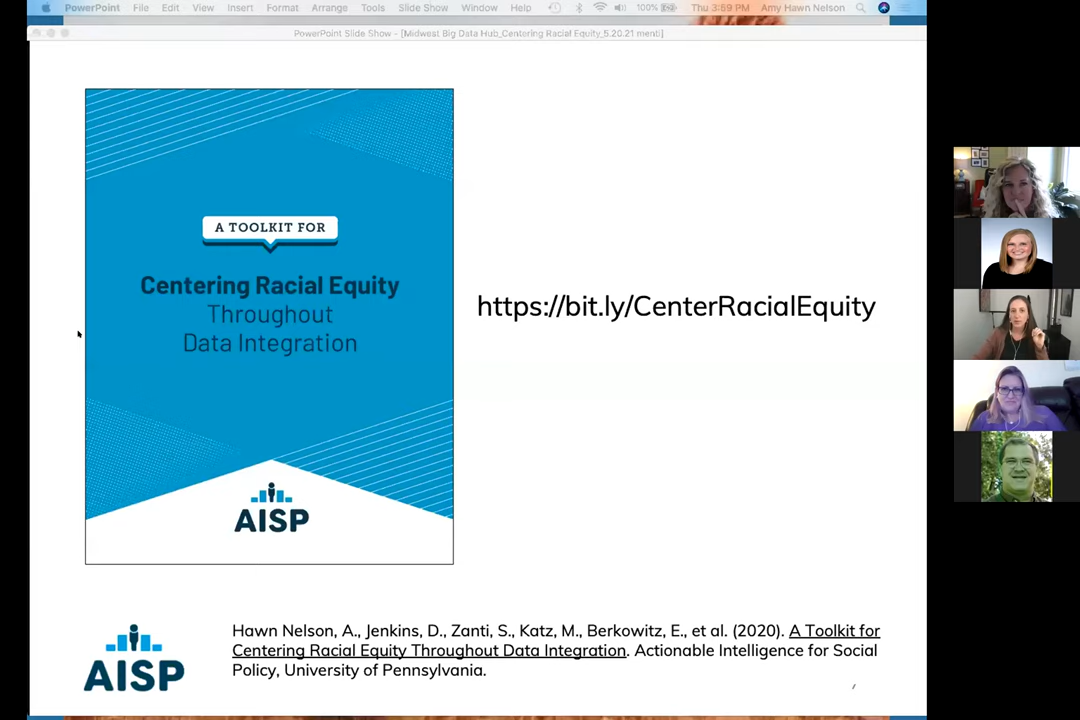 PowerPoint File Edit View Insert Format Arrange Tools Slide Show Window Help 100% Thu 3:59 PM Amy Hawn Nelson
PowerPoint Slide Show - [Midwest Big Data Hub_Centering Racial Equity_5.20.21 menti]
A TOOLKIT FOR
Centering Racial Equity
Throughout
Data Integration
https://bit.ly/CenterRacialEquity
AISP
AISP
Hawn Nelson, A., Jenkins, D., Zanti, S., Katz, M., Berkowitz, E., et al. (2020). A Toolkit for
Centering Racial Equity Throughout Data Integration. Actionable Intelligence for Social
Policy, University of Pennsylvania.